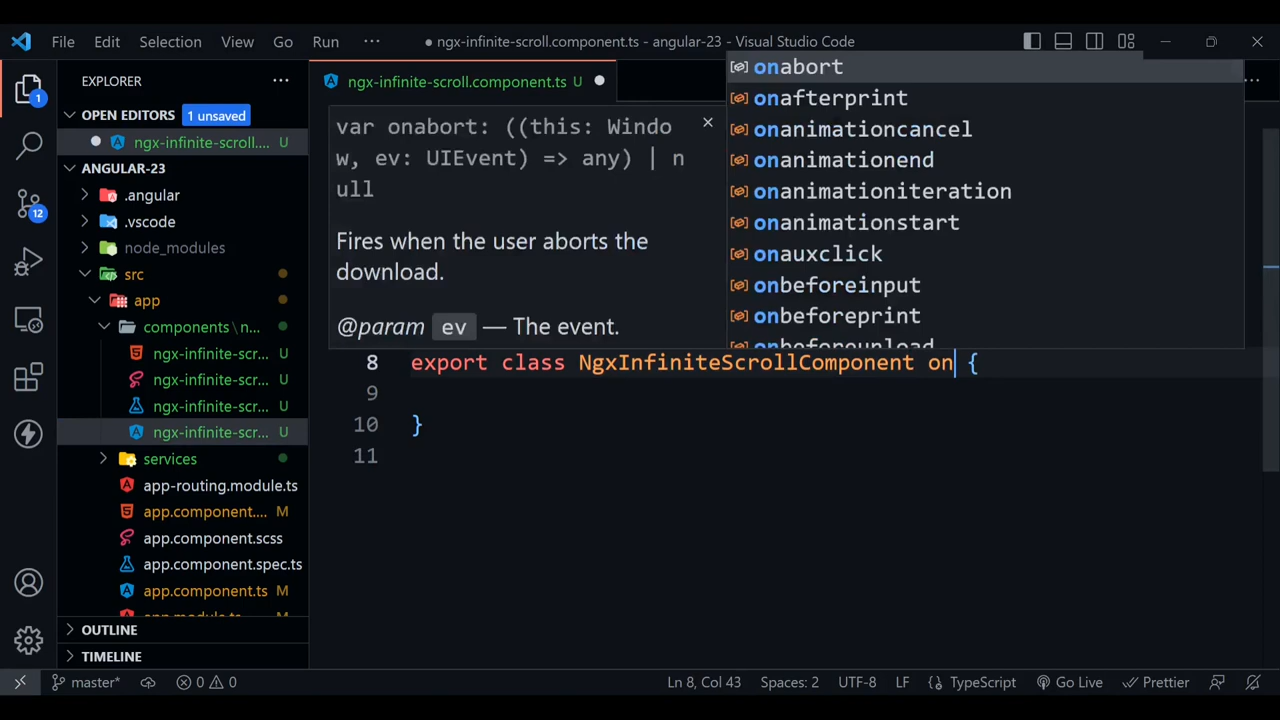 File Edit Selection View Go Run ··· ● ngx-infinite-scroll.component.ts - angular-23 - Visual Studio Code
EXPLORER ···
OPEN EDITORS 1 unsaved
ngx-infinite-scroll.... U
ANGULAR-23
.angular
.vscode
node_modules
src
app
components \ n...
ngx-infinite-scr... U
ngx-infinite-scr... U
ngx-infinite-scr... U
ngx-infinite-scr... U
services
app-routing.module.ts
app.component.... M
app.component.scss
app.component.spec.ts
app.component.ts M
app.module.ts M
OUTLINE
TIMELINE
1
12
ngx-infinite-scroll.component.ts U ●
···
var onabort: ((this: Windo
w, ev: UIEvent) => any) | n
ull
Fires when the user aborts the
download.
@param ev — The event.
onabort
onafterprint
onanimationcancel
onanimationend
onanimationiteration
onanimationstart
onauxclick
onbeforeinput
onbeforeprint
onbeforeunload
8 export class NgxInfiniteScrollComponent on {
9
10 }
11
master* 0 0 Ln 8, Col 43 Spaces: 2 UTF-8 LF TypeScript Go Live Prettier